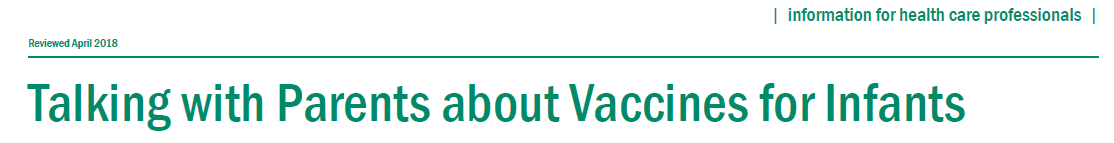 | information for health care professionals |
Reviewed April 2018
Talking with Parents about Vaccines for Infants